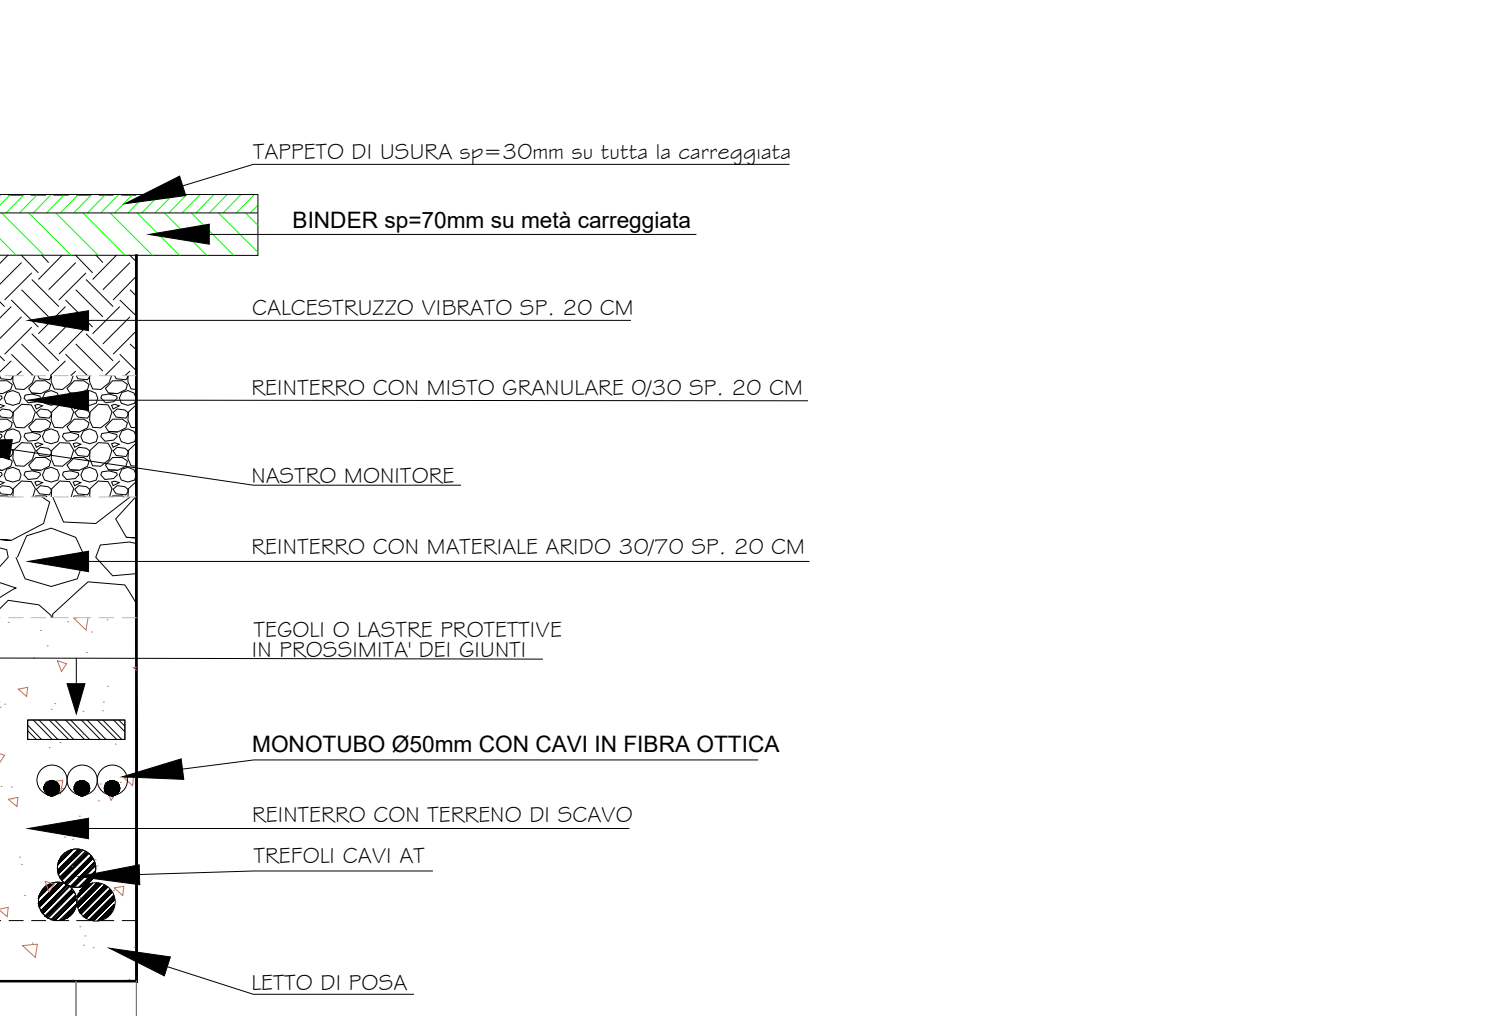 TAPPETO DI USURA sp=30mm su tutta la carreggiata
BINDER sp=70mm su metà carreggiata
CALCESTRUZZO VIBRATO SP. 20 CM
REINTERRO CON MISTO GRANULARE 0/30 SP. 20 CM
NASTRO MONITORE
REINTERRO CON MATERIALE ARIDO 30/70 SP. 20 CM
TEGOLI O LASTRE PROTETTIVE
IN PROSSIMITA' DEI GIUNTI
MONOTUBO Ø50mm CON CAVI IN FIBRA OTTICA
REINTERRO CON TERRENO DI SCAVO
TREFOLI CAVI AT
LETTO DI POSA